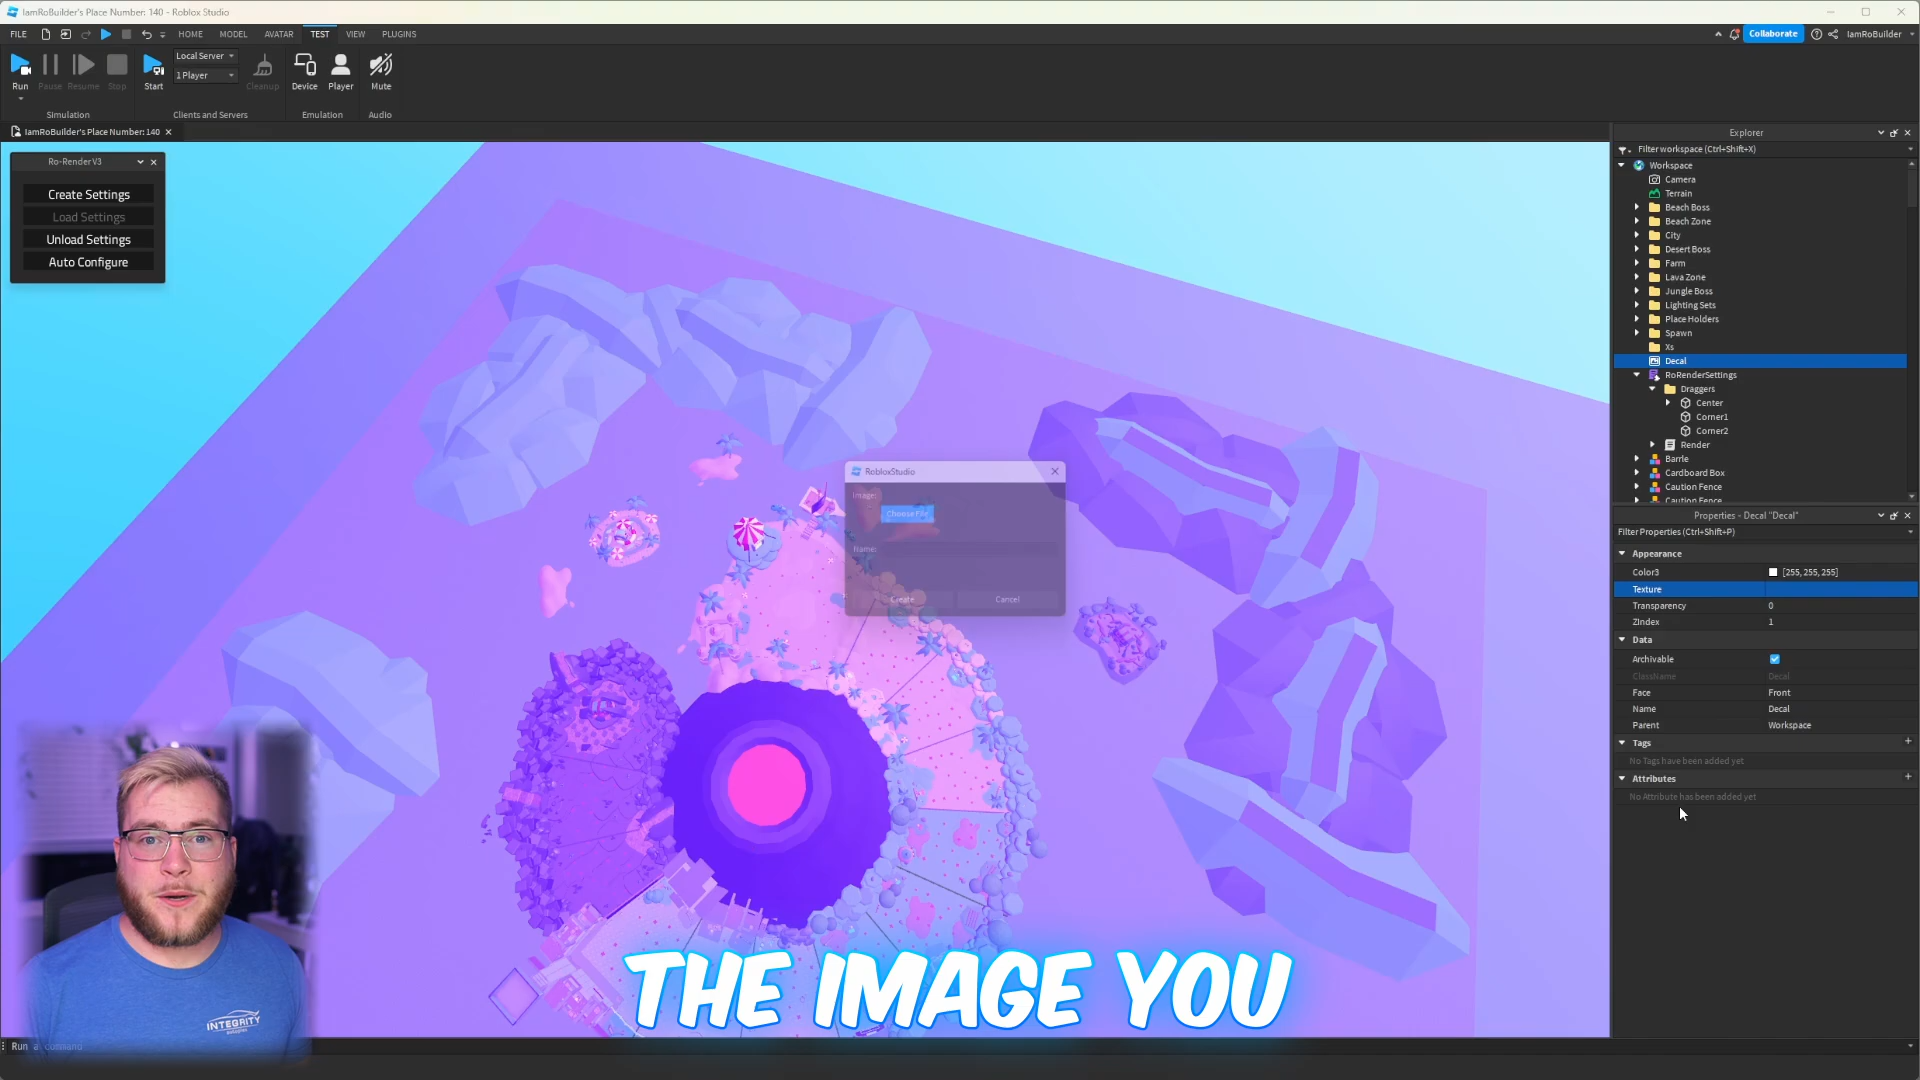 IamRoBuilder's Place Number: 140 - Roblox Studio
FILE HOME MODEL AVATAR TEST VIEW PLUGINS
Collaborate
IamRoBuilder
Run Pause Resume Stop Start Local Server
1 Player
Cleanup Device Player Mute
Simulation Clients and Servers Emulation Audio
IamRoBuilder's Place Number: 140
Ro-Render V3
Create Settings
Load Settings
Unload Settings
Auto Configure
RobloxStudio
Image:
Choose File
Name:
Create Cancel
THE IMAGE YOU
INTEGRITY
Run a command
Explorer
Filter workspace (Ctrl+Shift+X)
Workspace
Camera
Terrain
Beach Boss
Beach Zone
City
Desert Boss
Farm
Lava Zone
Jungle Boss
Lighting Sets
Place Holders
Spawn
Xs
Decal
RoRenderSettings
Draggers
Center
Corner1
Corner2
Render
Barrle
Cardboard Box
Caution Fence
Caution Fence
Properties - Decal "Decal"
Filter Properties (Ctrl+Shift+P)
Appearance
Color3 [255, 255, 255]
Texture
Transparency 0
ZIndex 1
Data
Archivable
ClassName Decal
Face Front
Name Decal
Parent Workspace
Tags
No Tags have been added yet
Attributes
No Attribute has been added yet